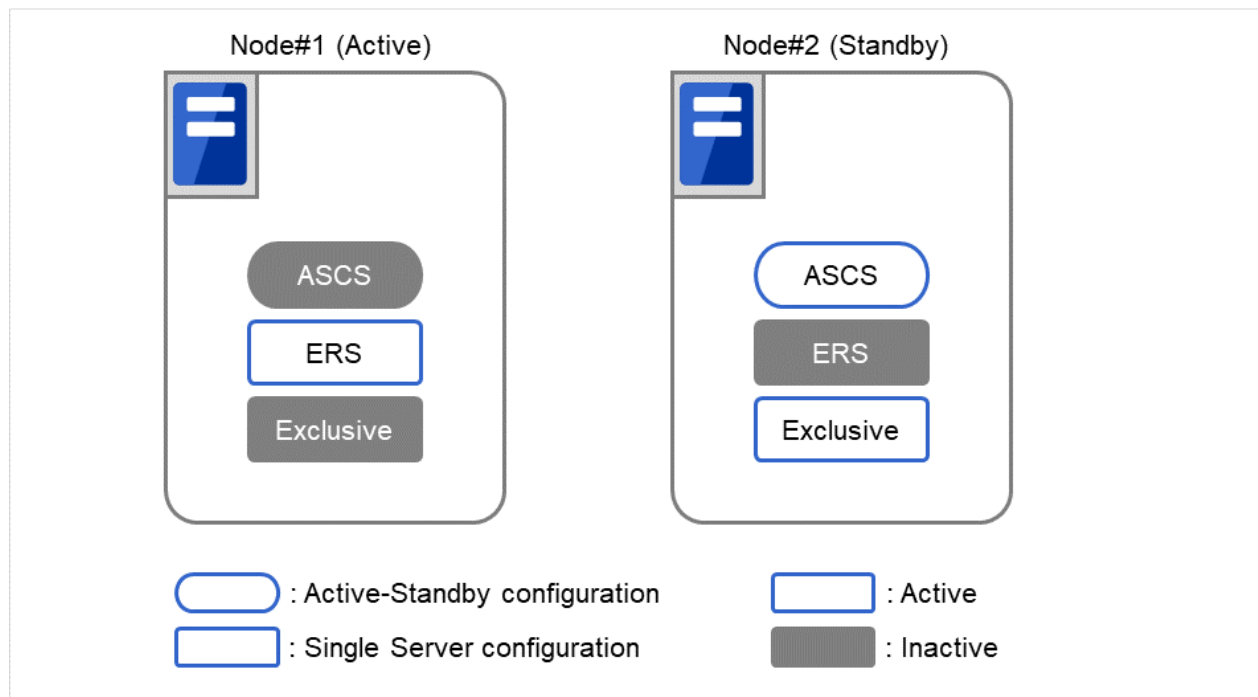 Node#1 (Active)
Node#2 (Standby)
ASCS
ERS
Exclusive
ASCS
ERS
Exclusive
: Active-Standby configuration
: Active
: Single Server configuration
: Inactive